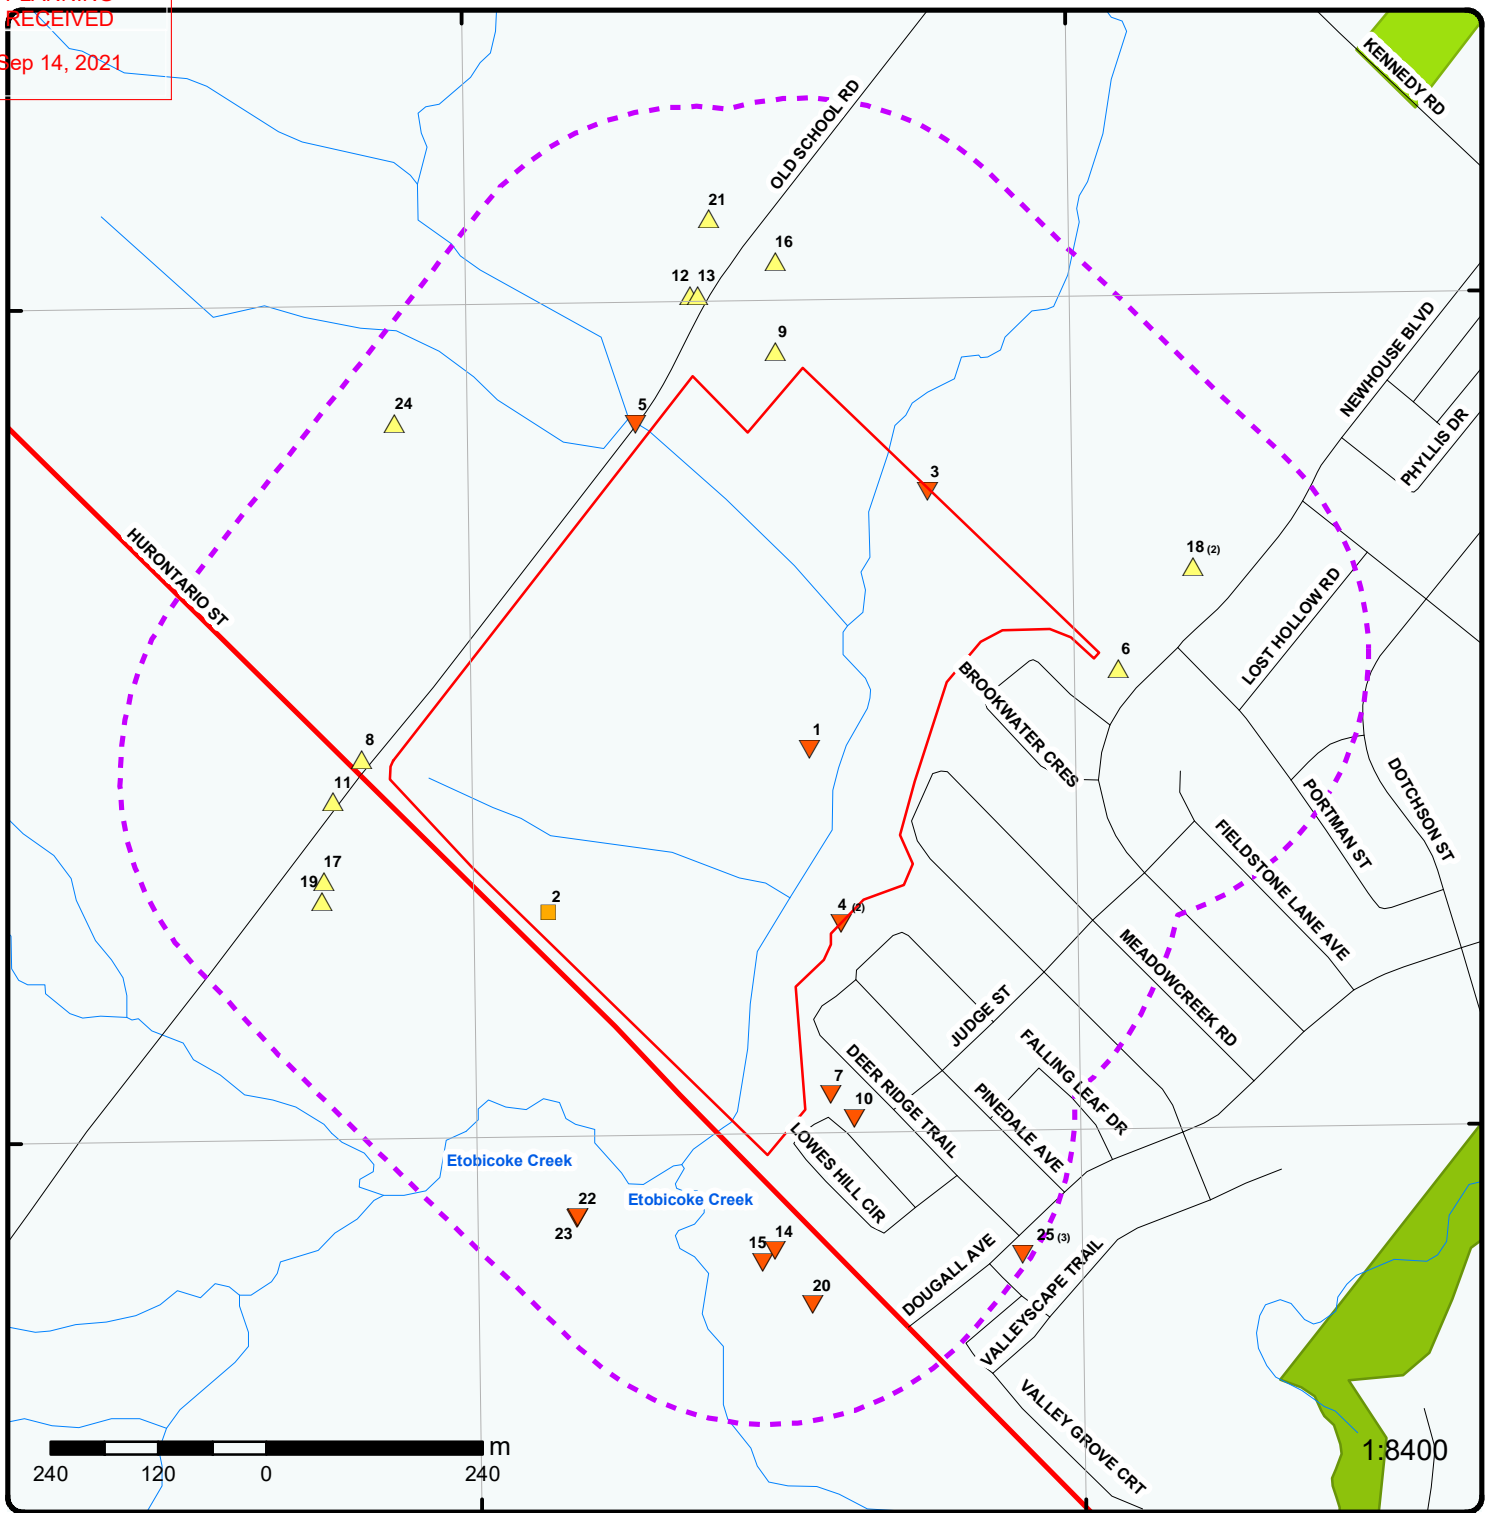 PLANNING
RECEIVED
Sep 14, 2021
KENNEDY RD
OLD SCHOOL RD
21
16
12
13
9
NEWHOUSE BLVD
24
5
PHYLLIS DR
3
HURONTARIO ST
18 (2)
LOST HOLLOW RD
6
BROOKWATER CRES
1
8
11
PORTMAN ST
DOTCHSON ST
FIELDSTONE LANE AVE
17
19
2
4 (2)
MEADOWCREEK RD
JUDGE ST
FALLING LEAF DR
DEER RIDGE TRAIL
7
10
PINEDALE AVE
LOWES HILL CIR
Etobicoke Creek
Etobicoke Creek
22
23
14
15
25 (3)
20
DOUGALL AVE
VALLEYSCAPE TRAIL
VALLEY GROVE CRT
m
240 120 0 240
1:8400